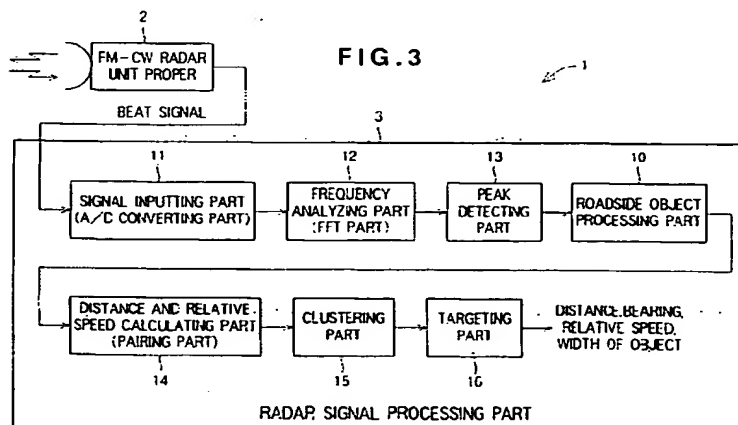 2
FM-CW RADAR
UNIT PROPER
FIG.3
1
BEAT SIGNAL
3
11
12
13
10
SIGNAL INPUTTING PART
(A/D CONVERTING PART)
FREQUENCY
ANALYZING PART
(FFT PART)
PEAK
DETECTING
PART
ROADSIDE OBJECT
PROCESSING PART
DISTANCE AND RELATIVE
SPEED CALCULATING PART
(PAIRING PART)
CLUSTERING
PART
TARGETING
PART
DISTANCE,BEARING,
RELATIVE SPEED,
WIDTH OF OBJECT
14
15
16
RADAR SIGNAL PROCESSING PART